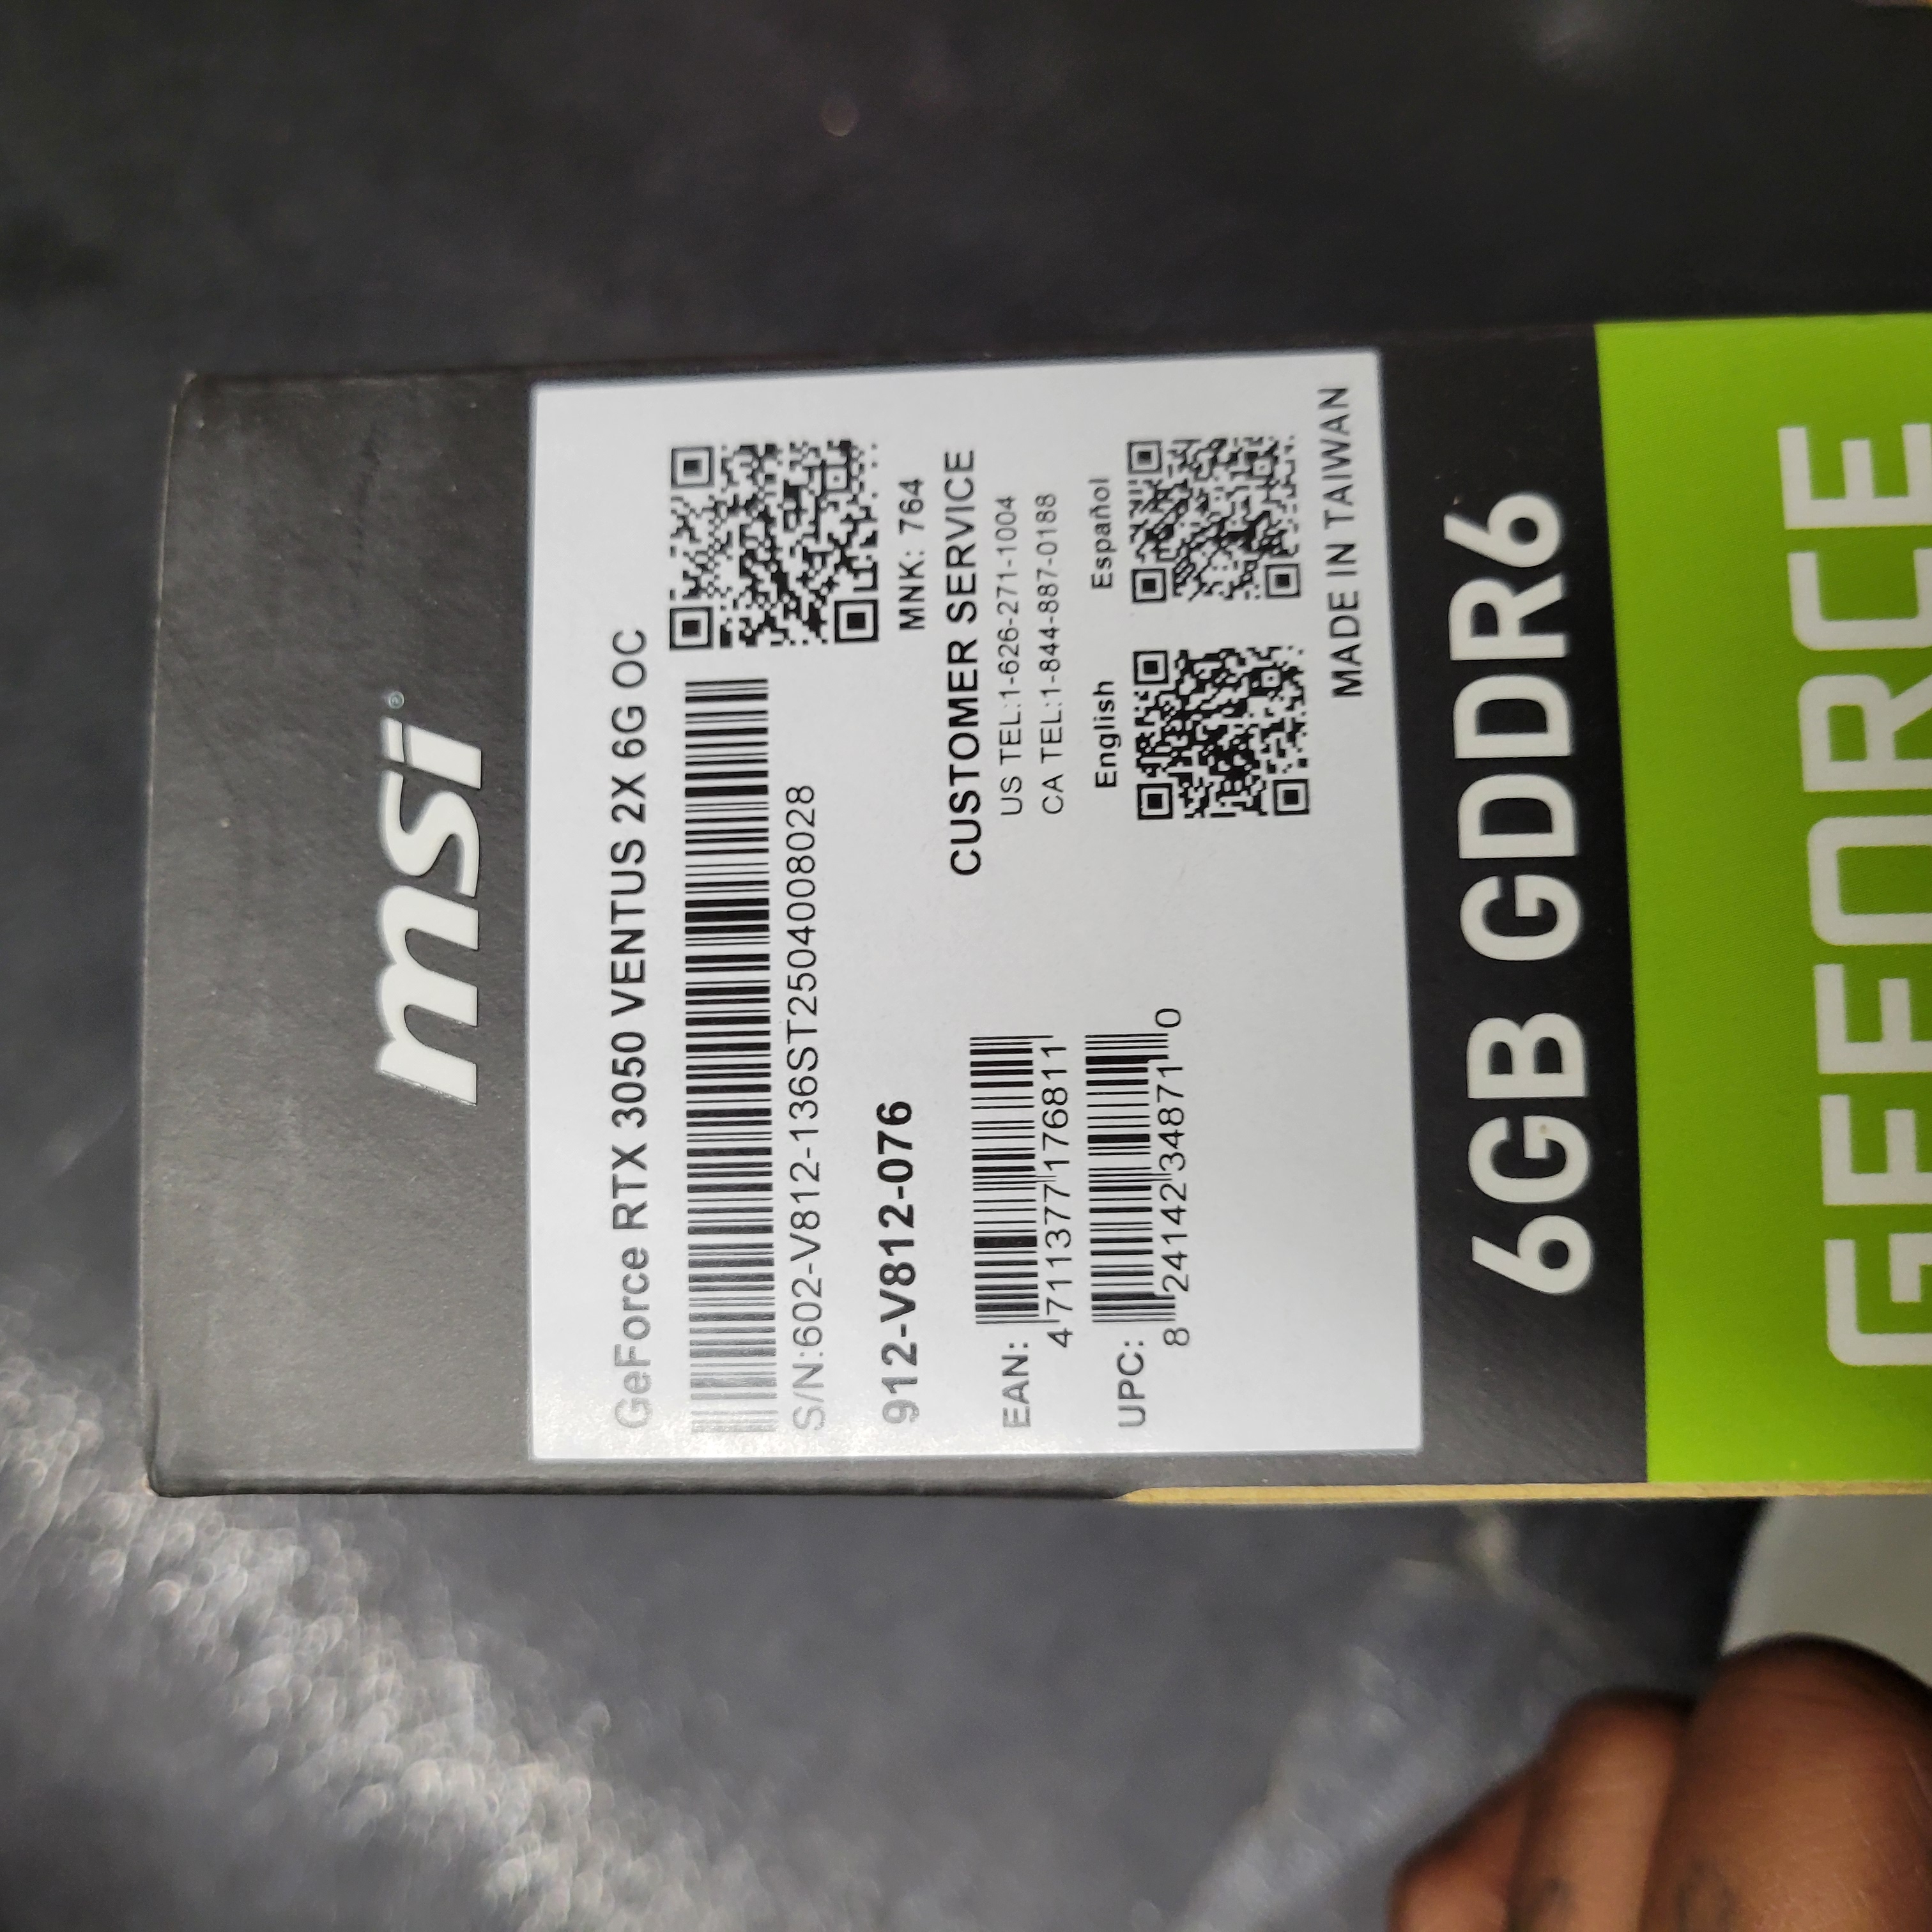 msi
GeForce RTX 3050 VENTUS 2X 6G OC
S/N:602-V812-136ST2504008028
912-V812-076
MNK: 764
CUSTOMER SERVICE
US TEL:1-626-271-1004
CA TEL:1-844-887-0188
EAN:
4 711377 176811
UPC:
8 24142 34871 0
English
Español
MADE IN TAIWAN
6GB GDDR6
GEFORCE